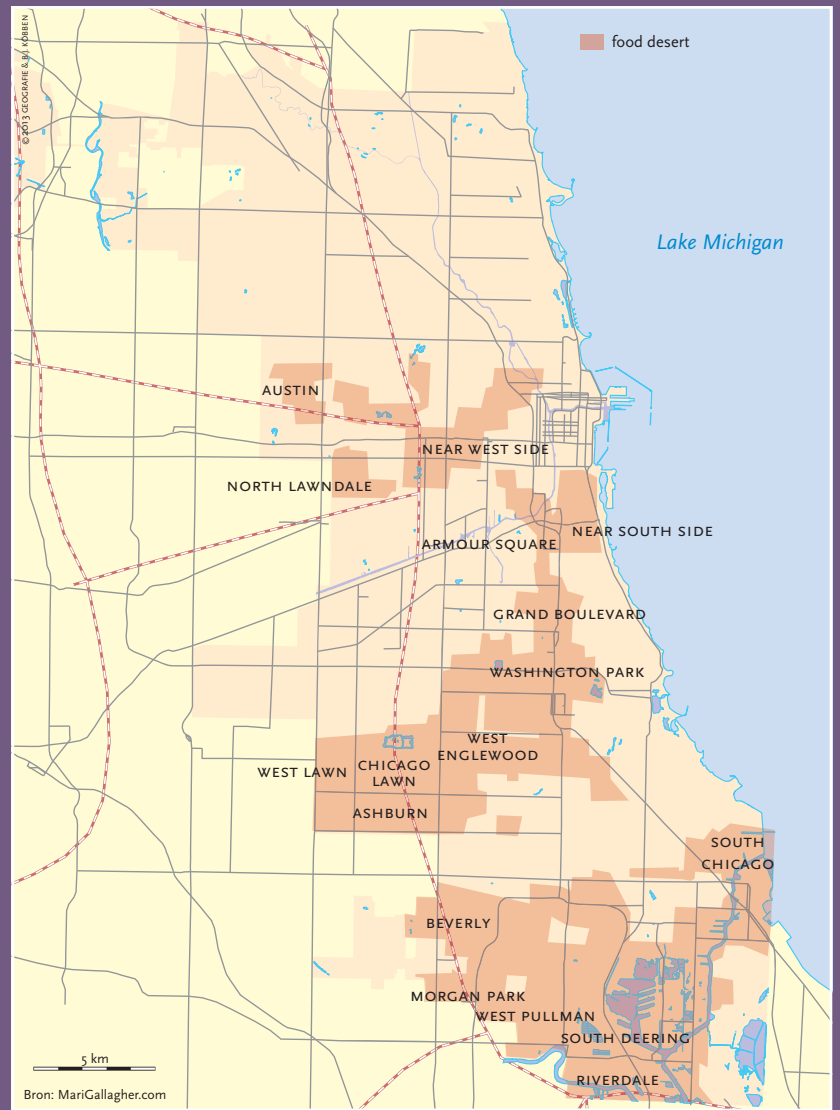 © 2013 GEOGRAFIE & B.J. KÖBBEN
food desert
Lake Michigan
AUSTIN
NEAR WEST SIDE
NORTH LAWNDALE
NEAR SOUTH SIDE
ARMOUR SQUARE
GRAND BOULEVARD
WASHINGTON PARK
WEST
ENGLEWOOD
WEST LAWN
CHICAGO
LAWN
ASHBURN
SOUTH
CHICAGO
BEVERLY
MORGAN PARK
WEST PULLMAN
SOUTH DEERING
RIVERDALE
5 km
Bron: MariGallagher.com